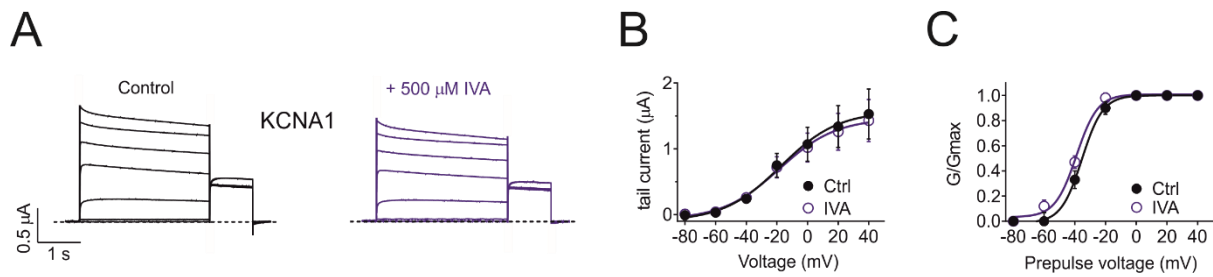 A
Control
+ 500 µM IVA
KCNA1
0.5 µA
1 s
B
tail current (µA)
2
1
0
Ctrl
IVA
-80 -60 -40 -20 0 20 40
Voltage (mV)
C
G/Gmax
1.0
0.8
0.6
0.4
0.2
0.0
Ctrl
IVA
-80 -60 -40 -20 0 20 40
Prepulse voltage (mV)